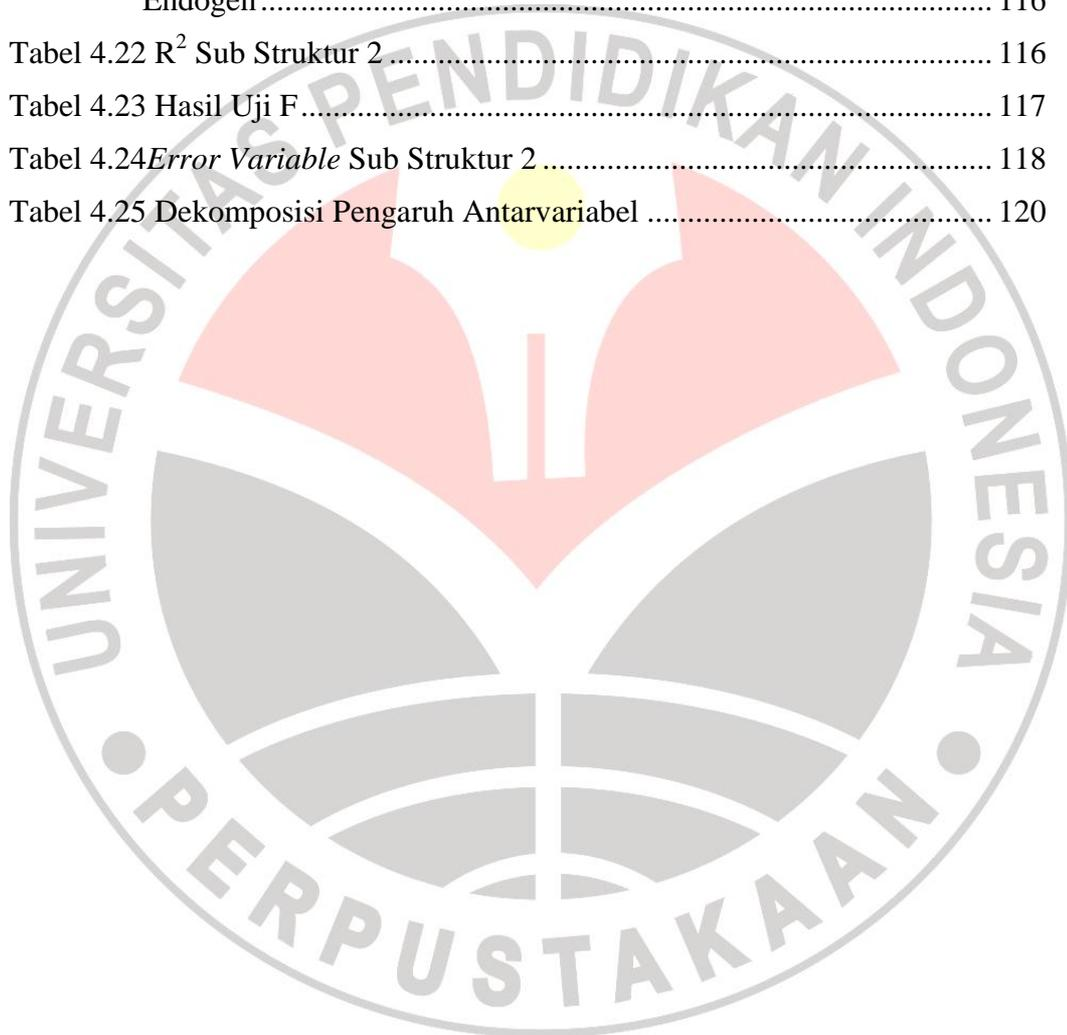 Endogen ........ 116
Tabel 4.22 R² Sub Struktur 2 ........ 116
Tabel 4.23 Hasil Uji F ........ 117
Tabel 4.24Error Variable Sub Struktur 2 ........ 118
Tabel 4.25 Dekomposisi Pengaruh Antarvariabel ........ 120
UNIVERSITAS PENDIDIKAN INDONESIA
PERPUSTAKAAN